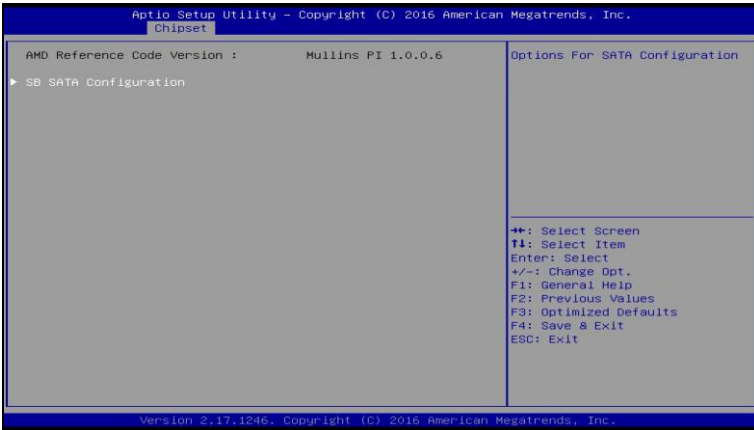 Aptio Setup Utility – Copyright (C) 2016 American Megatrends, Inc.
Chipset
AMD Reference Code Version : Mullins PI 1.0.0.6
▶ SB SATA Configuration
Options For SATA Configuration
→←: Select Screen
↑↓: Select Item
Enter: Select
+/-: Change Opt.
F1: General Help
F2: Previous Values
F3: Optimized Defaults
F4: Save & Exit
ESC: Exit
Version 2.17.1246. Copyright (C) 2016 American Megatrends, Inc.